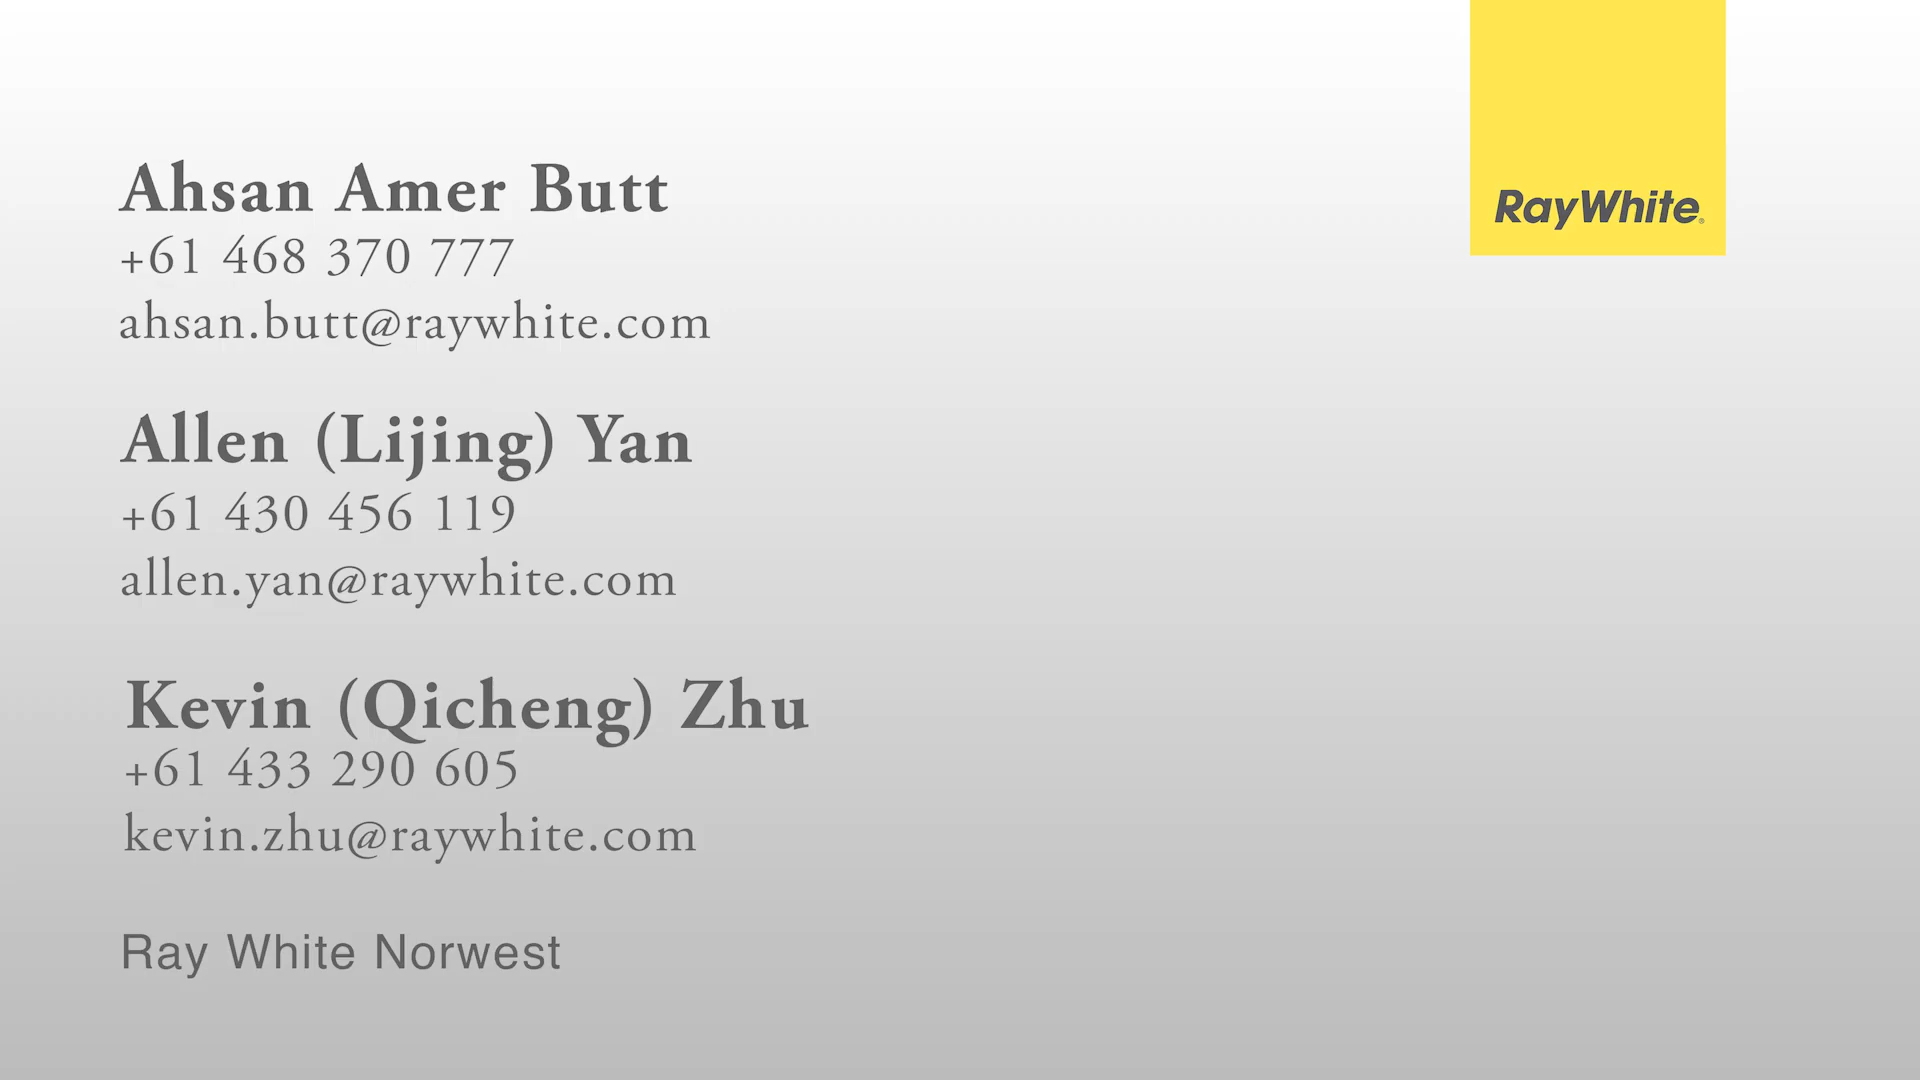 RayWhite
Ahsan Amer Butt
+61 468 370 777
ahsan.butt@raywhite.com
Allen (Lijing) Yan
+61 430 456 119
allen.yan@raywhite.com
Kevin (Qicheng) Zhu
+61 433 290 605
kevin.zhu@raywhite.com
Ray White Norwest